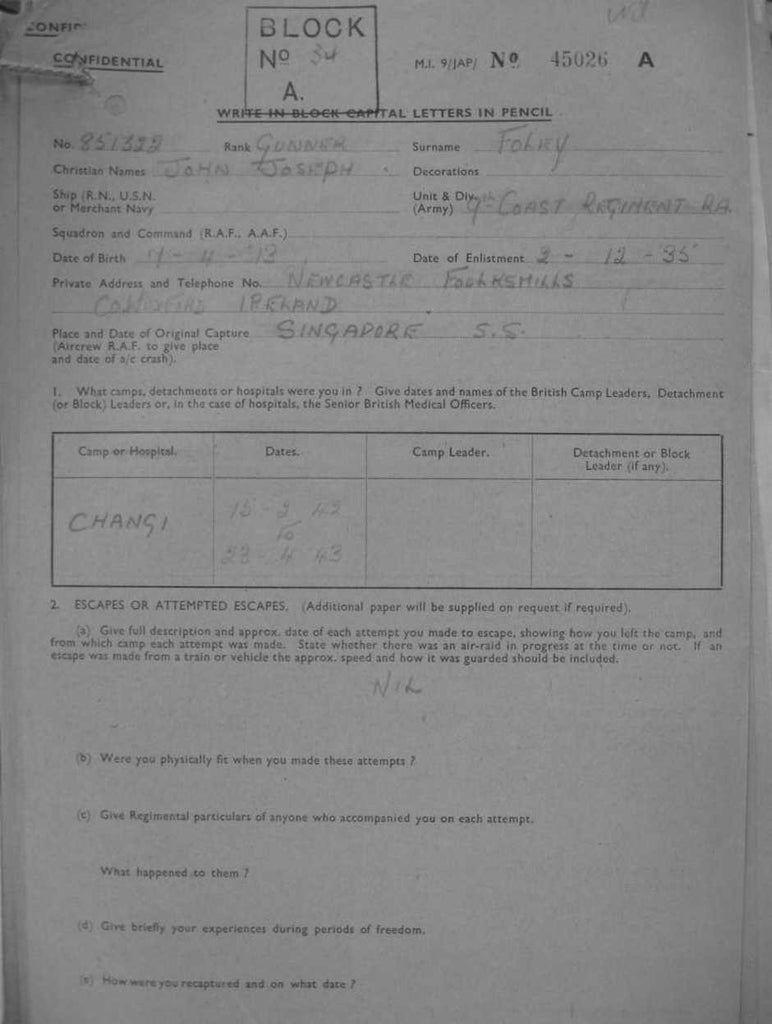 CONFIDENTIAL
BLOCK
Nº 34
A.
M.I. 9/JAP/ Nº 45026 A
WRITE IN BLOCK CAPITAL LETTERS IN PENCIL.
No. Rank GUNNER Surname FOLEY
Christian Names JOHN JOSEPH Decorations
Ship (R.N., U.S.N. or Merchant Navy Unit & Div. (Army) 9th COAST REGIMENT RA.
Squadron and Command (R.A.F., A.A.F.)
Date of Birth 4 - '13 Date of Enlistment 2 - 12 - 35
Private Address and Telephone No. NEWCASTLE FOULKSMILLS
CO WEXFORD IRELAND
Place and Date of Original Capture SINGAPORE S.S.
(Aircrew R.A.F. to give place
and date of a/c crash).
1. What camps, detachments or hospitals were you in ? Give dates and names of the British Camp Leaders, Detachment
(or Block) Leaders or, in the case of hospitals, the Senior British Medical Officers.
Camp or Hospital. Dates. Camp Leader. Detachment or Block Leader (if any).
CHANGI 15 - 2 42
To
23 - 4 43
2. ESCAPES OR ATTEMPTED ESCAPES. (Additional paper will be supplied on request if required).
(a) Give full description and approx. date of each attempt you made to escape, showing how you left the camp, and
from which camp each attempt was made. State whether there was an air-raid in progress at the time or not. If an
escape was made from a train or vehicle the approx. speed and how it was guarded should be included.
NIL
(b) Were you physically fit when you made these attempts ?
(c) Give Regimental particulars of anyone who accompanied you on each attempt.
What happened to them ?
(d) Give briefly your experiences during periods of freedom.
(e) How were you recaptured and on what date ?